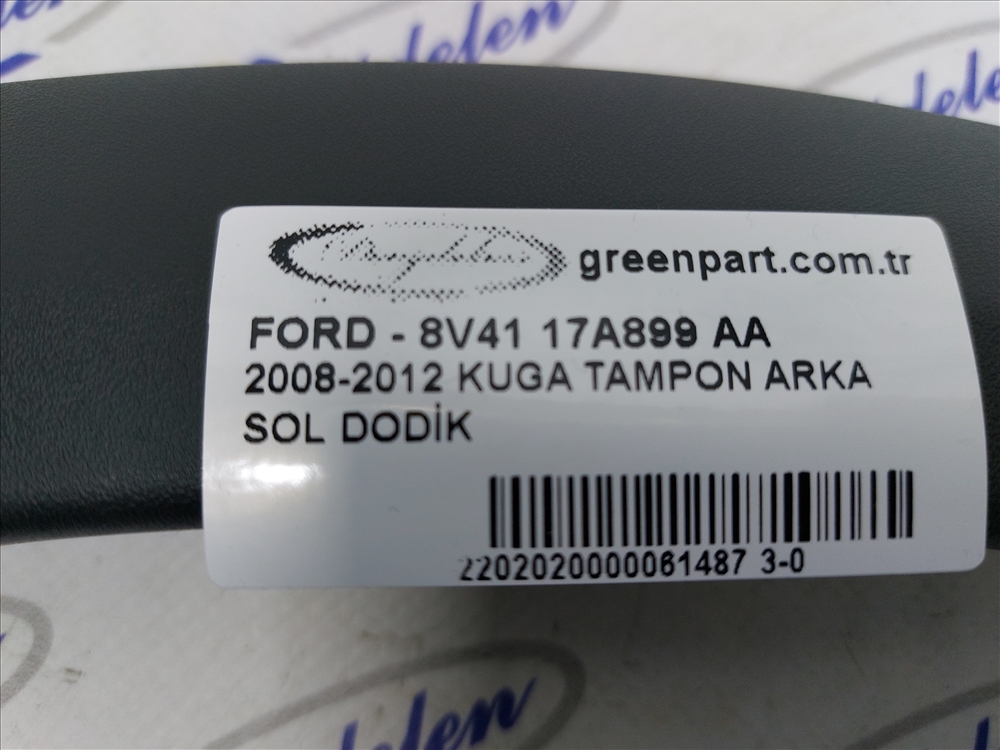 greenpart.com.tr
FORD - 8V41 17A899 AA
2008-2012 KUGA TAMPON ARKA
SOL DODİK
2202020000061487 3-0